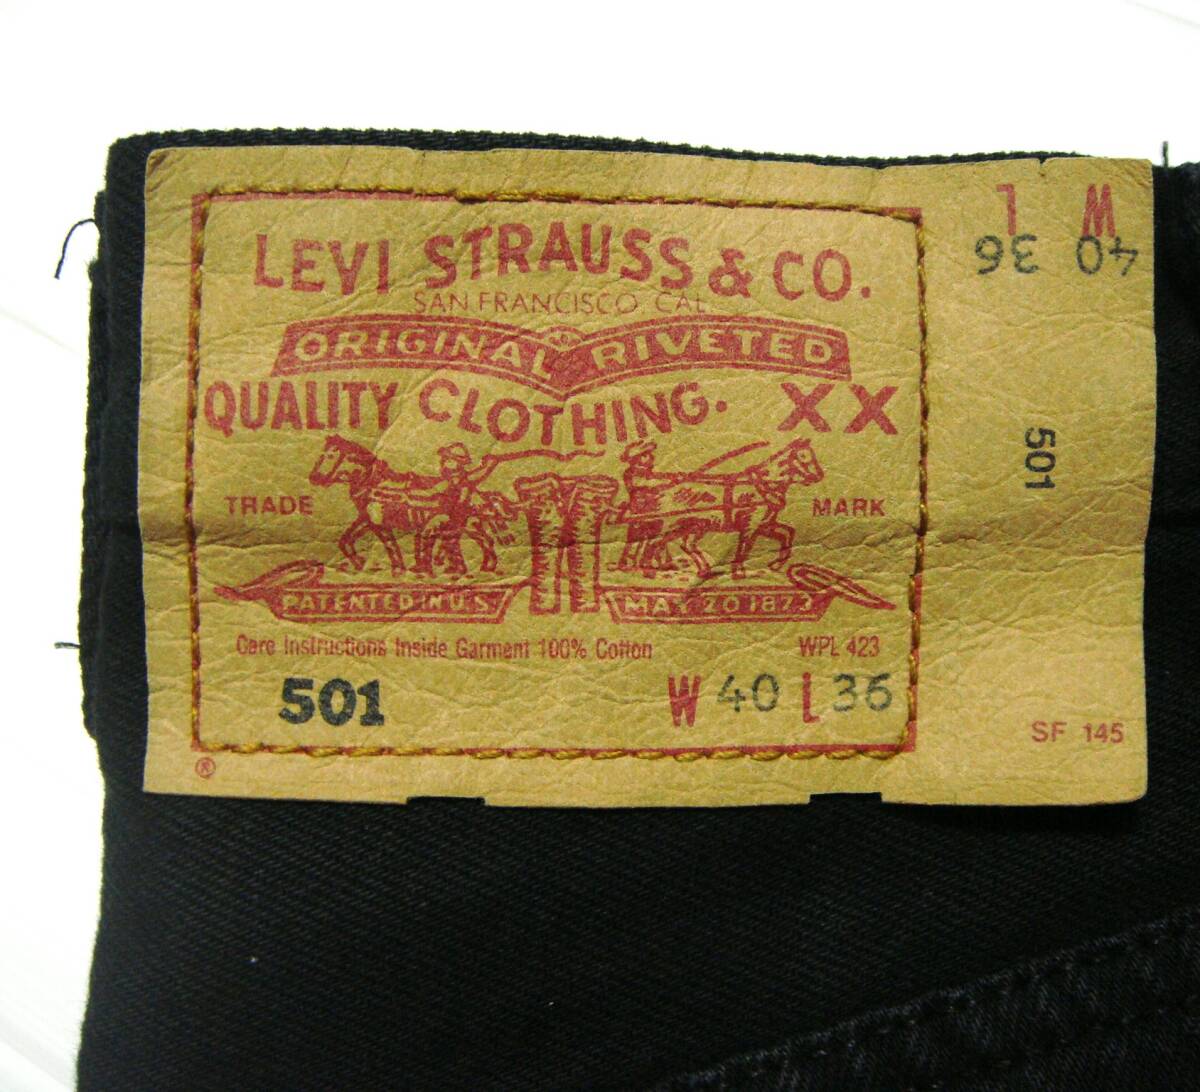 LEVI STRAUSS & CO.
SAN FRANCISCO CAL
ORIGINAL RIVETED
QUALITY CLOTHING. XX
TRADE MARK
PATENTED IN U.S. MAY 20 1873
Care Instructions Inside Garment 100% Cotton WPL 423
501 W 40 L 36
®
W L
40 36
501
SF 145